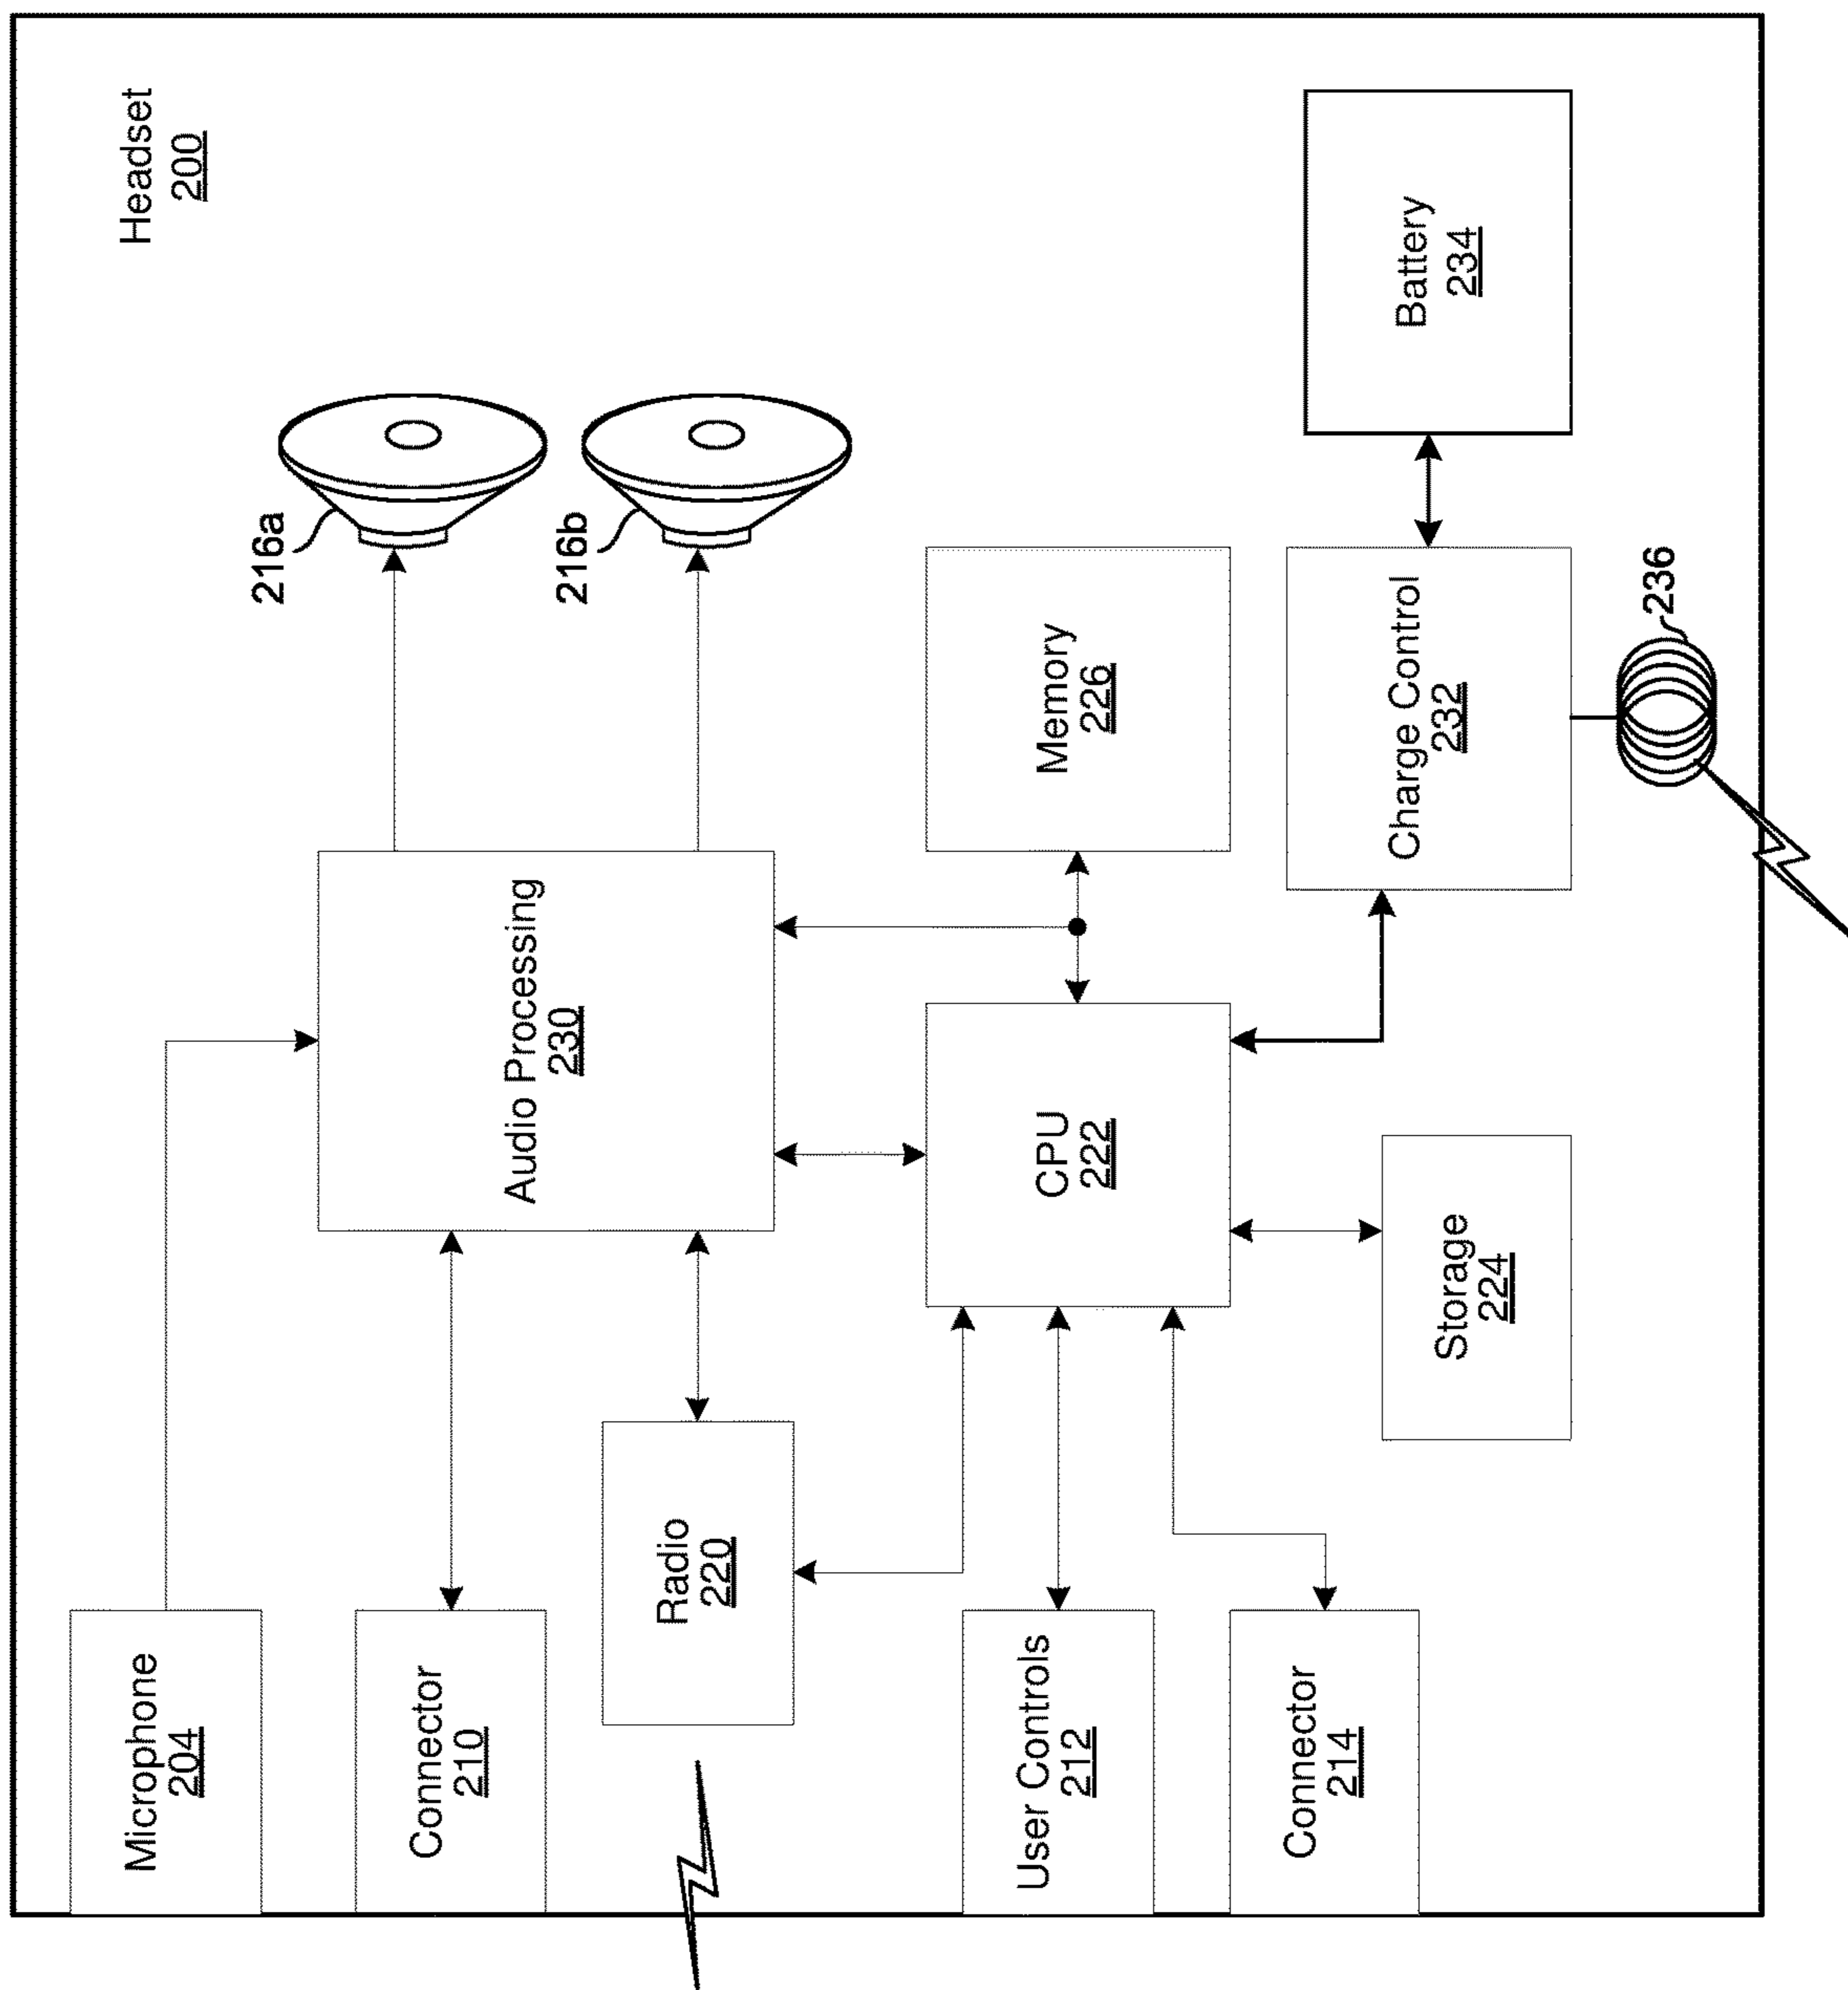 Headset
200
Microphone
204
Connector
210
Radio
220
User Controls
212
Connector
214
Audio Processing
230
CPU
222
Storage
224
216a
216b
Memory
226
Charge Control
232
Battery
234
236